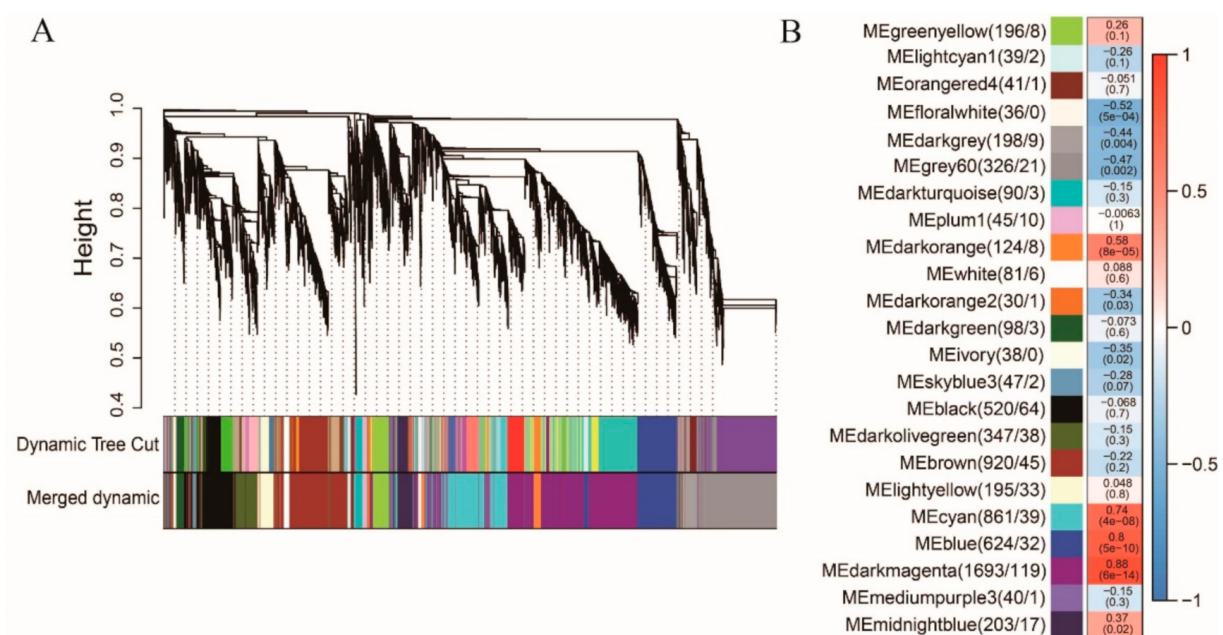 A
Height
1.0
0.9
0.8
0.7
0.6
0.5
0.4
Dynamic Tree Cut
Merged dynamic
B
MEgreenyellow(196/8)
0.26
(0.1)
MElightcyan1(39/2)
−0.26
(0.1)
MEorangered4(41/1)
−0.051
(0.7)
MEfloralwhite(36/0)
−0.52
(5e−04)
MEdarkgrey(198/9)
−0.44
(0.004)
MEgrey60(326/21)
−0.47
(0.002)
MEdarkturquoise(90/3)
−0.15
(0.3)
MEplum1(45/10)
−0.0063
(1)
MEdarkorange(124/8)
0.58
(8e−05)
MEwhite(81/6)
0.088
(0.6)
MEdarkorange2(30/1)
−0.34
(0.03)
MEdarkgreen(98/3)
−0.073
(0.6)
MEivory(38/0)
−0.35
(0.02)
MEskyblue3(47/2)
−0.28
(0.07)
MEblack(520/64)
−0.068
(0.7)
MEdarkolivegreen(347/38)
−0.15
(0.3)
MEbrown(920/45)
−0.22
(0.2)
MElightyellow(195/33)
0.048
(0.8)
MEcyan(861/39)
0.74
(4e−08)
MEblue(624/32)
0.8
(5e−10)
MEdarkmagenta(1693/119)
0.88
(6e−14)
MEmediumpurple3(40/1)
−0.15
(0.3)
MEmidnightblue(203/17)
0.37
(0.02)
1
0.5
0
−0.5
−1